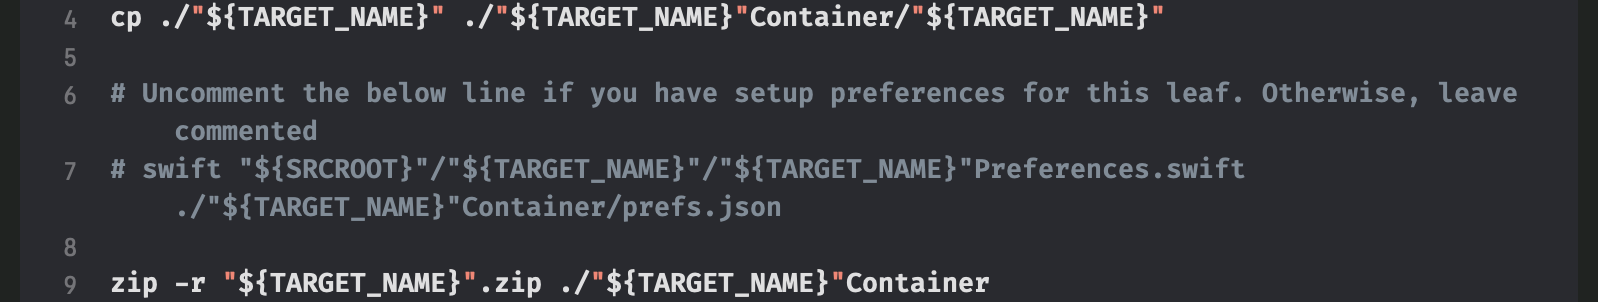 4 cp ./"${TARGET_NAME}" ./"${TARGET_NAME}"Container/"${TARGET_NAME}"
5
6 # Uncomment the below line if you have setup preferences for this leaf. Otherwise, leave
commented
7 # swift "${SRCROOT}"/"${TARGET_NAME}"/"${TARGET_NAME}"Preferences.swift
./"${TARGET_NAME}"Container/prefs.json
8
9 zip -r "${TARGET_NAME}".zip ./"${TARGET_NAME}"Container